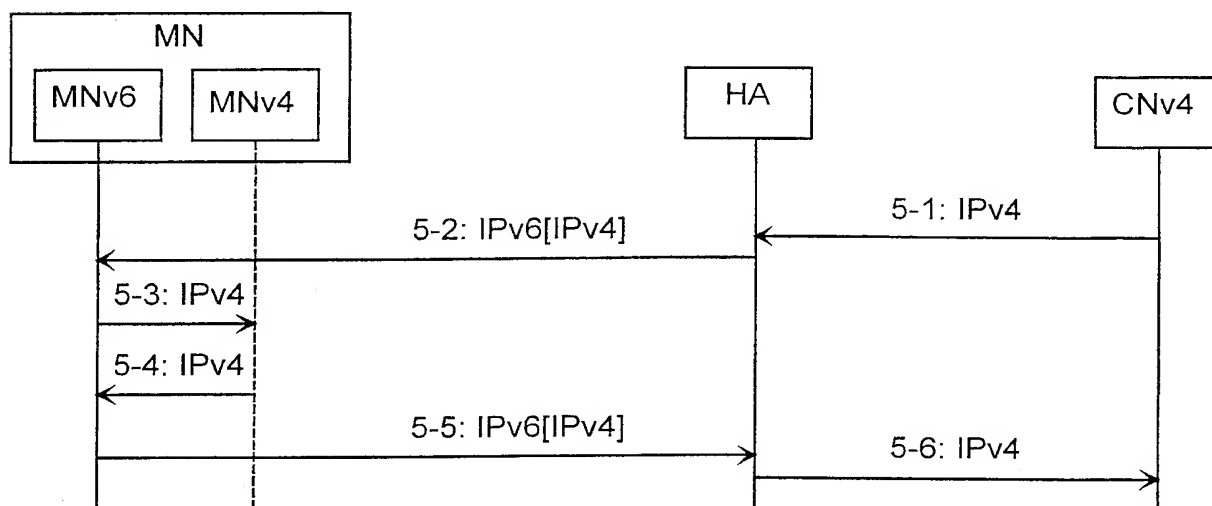 MN
MNv6
MNv4
HA
CNv4
5-1: IPv4
5-2: IPv6[IPv4]
5-3: IPv4
5-4: IPv4
5-5: IPv6[IPv4]
5-6: IPv4